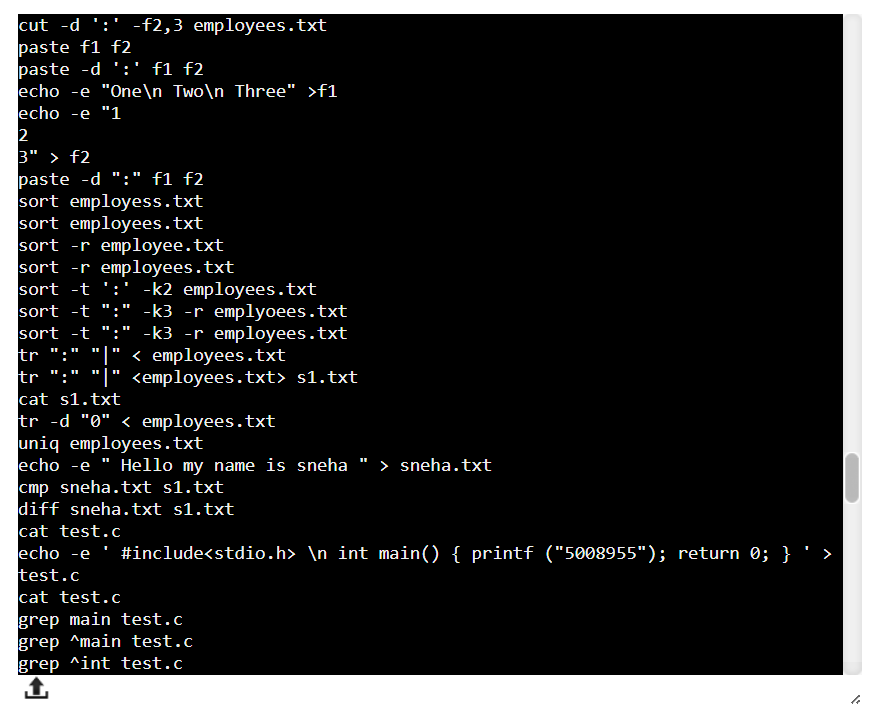 cut -d ':' -f2,3 employees.txt
paste f1 f2
paste -d ':' f1 f2
echo -e "One\n Two\n Three" >f1
echo -e "1
2
3" > f2
paste -d ":" f1 f2
sort employess.txt
sort employees.txt
sort -r employee.txt
sort -r employees.txt
sort -t ':' -k2 employees.txt
sort -t ":" -k3 -r emplyoees.txt
sort -t ":" -k3 -r employees.txt
tr ":" "|" < employees.txt
tr ":" "|" <employees.txt> s1.txt
cat s1.txt
tr -d "0" < employees.txt
uniq employees.txt
echo -e " Hello my name is sneha " > sneha.txt
cmp sneha.txt s1.txt
diff sneha.txt s1.txt
cat test.c
echo -e ' #include<stdio.h> \n int main() { printf ("5008955"); return 0; } ' >
test.c
cat test.c
grep main test.c
grep ^main test.c
grep ^int test.c